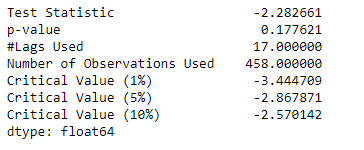 Test Statistic -2.282661
p-value 0.177621
#Lags Used 17.000000
Number of Observations Used 458.000000
Critical Value (1%) -3.444709
Critical Value (5%) -2.867871
Critical Value (10%) -2.570142
dtype: float64